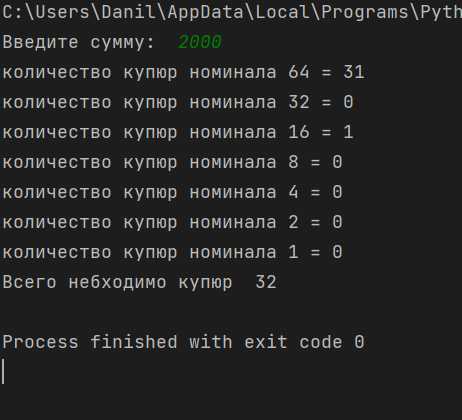 C:\Users\Danil\AppData\Local\Programs\Pyth
Введите сумму:  2000
количество купюр номинала 64 = 31
количество купюр номинала 32 = 0
количество купюр номинала 16 = 1
количество купюр номинала 8 = 0
количество купюр номинала 4 = 0
количество купюр номинала 2 = 0
количество купюр номинала 1 = 0
Всего небходимо купюр  32
Process finished with exit code 0